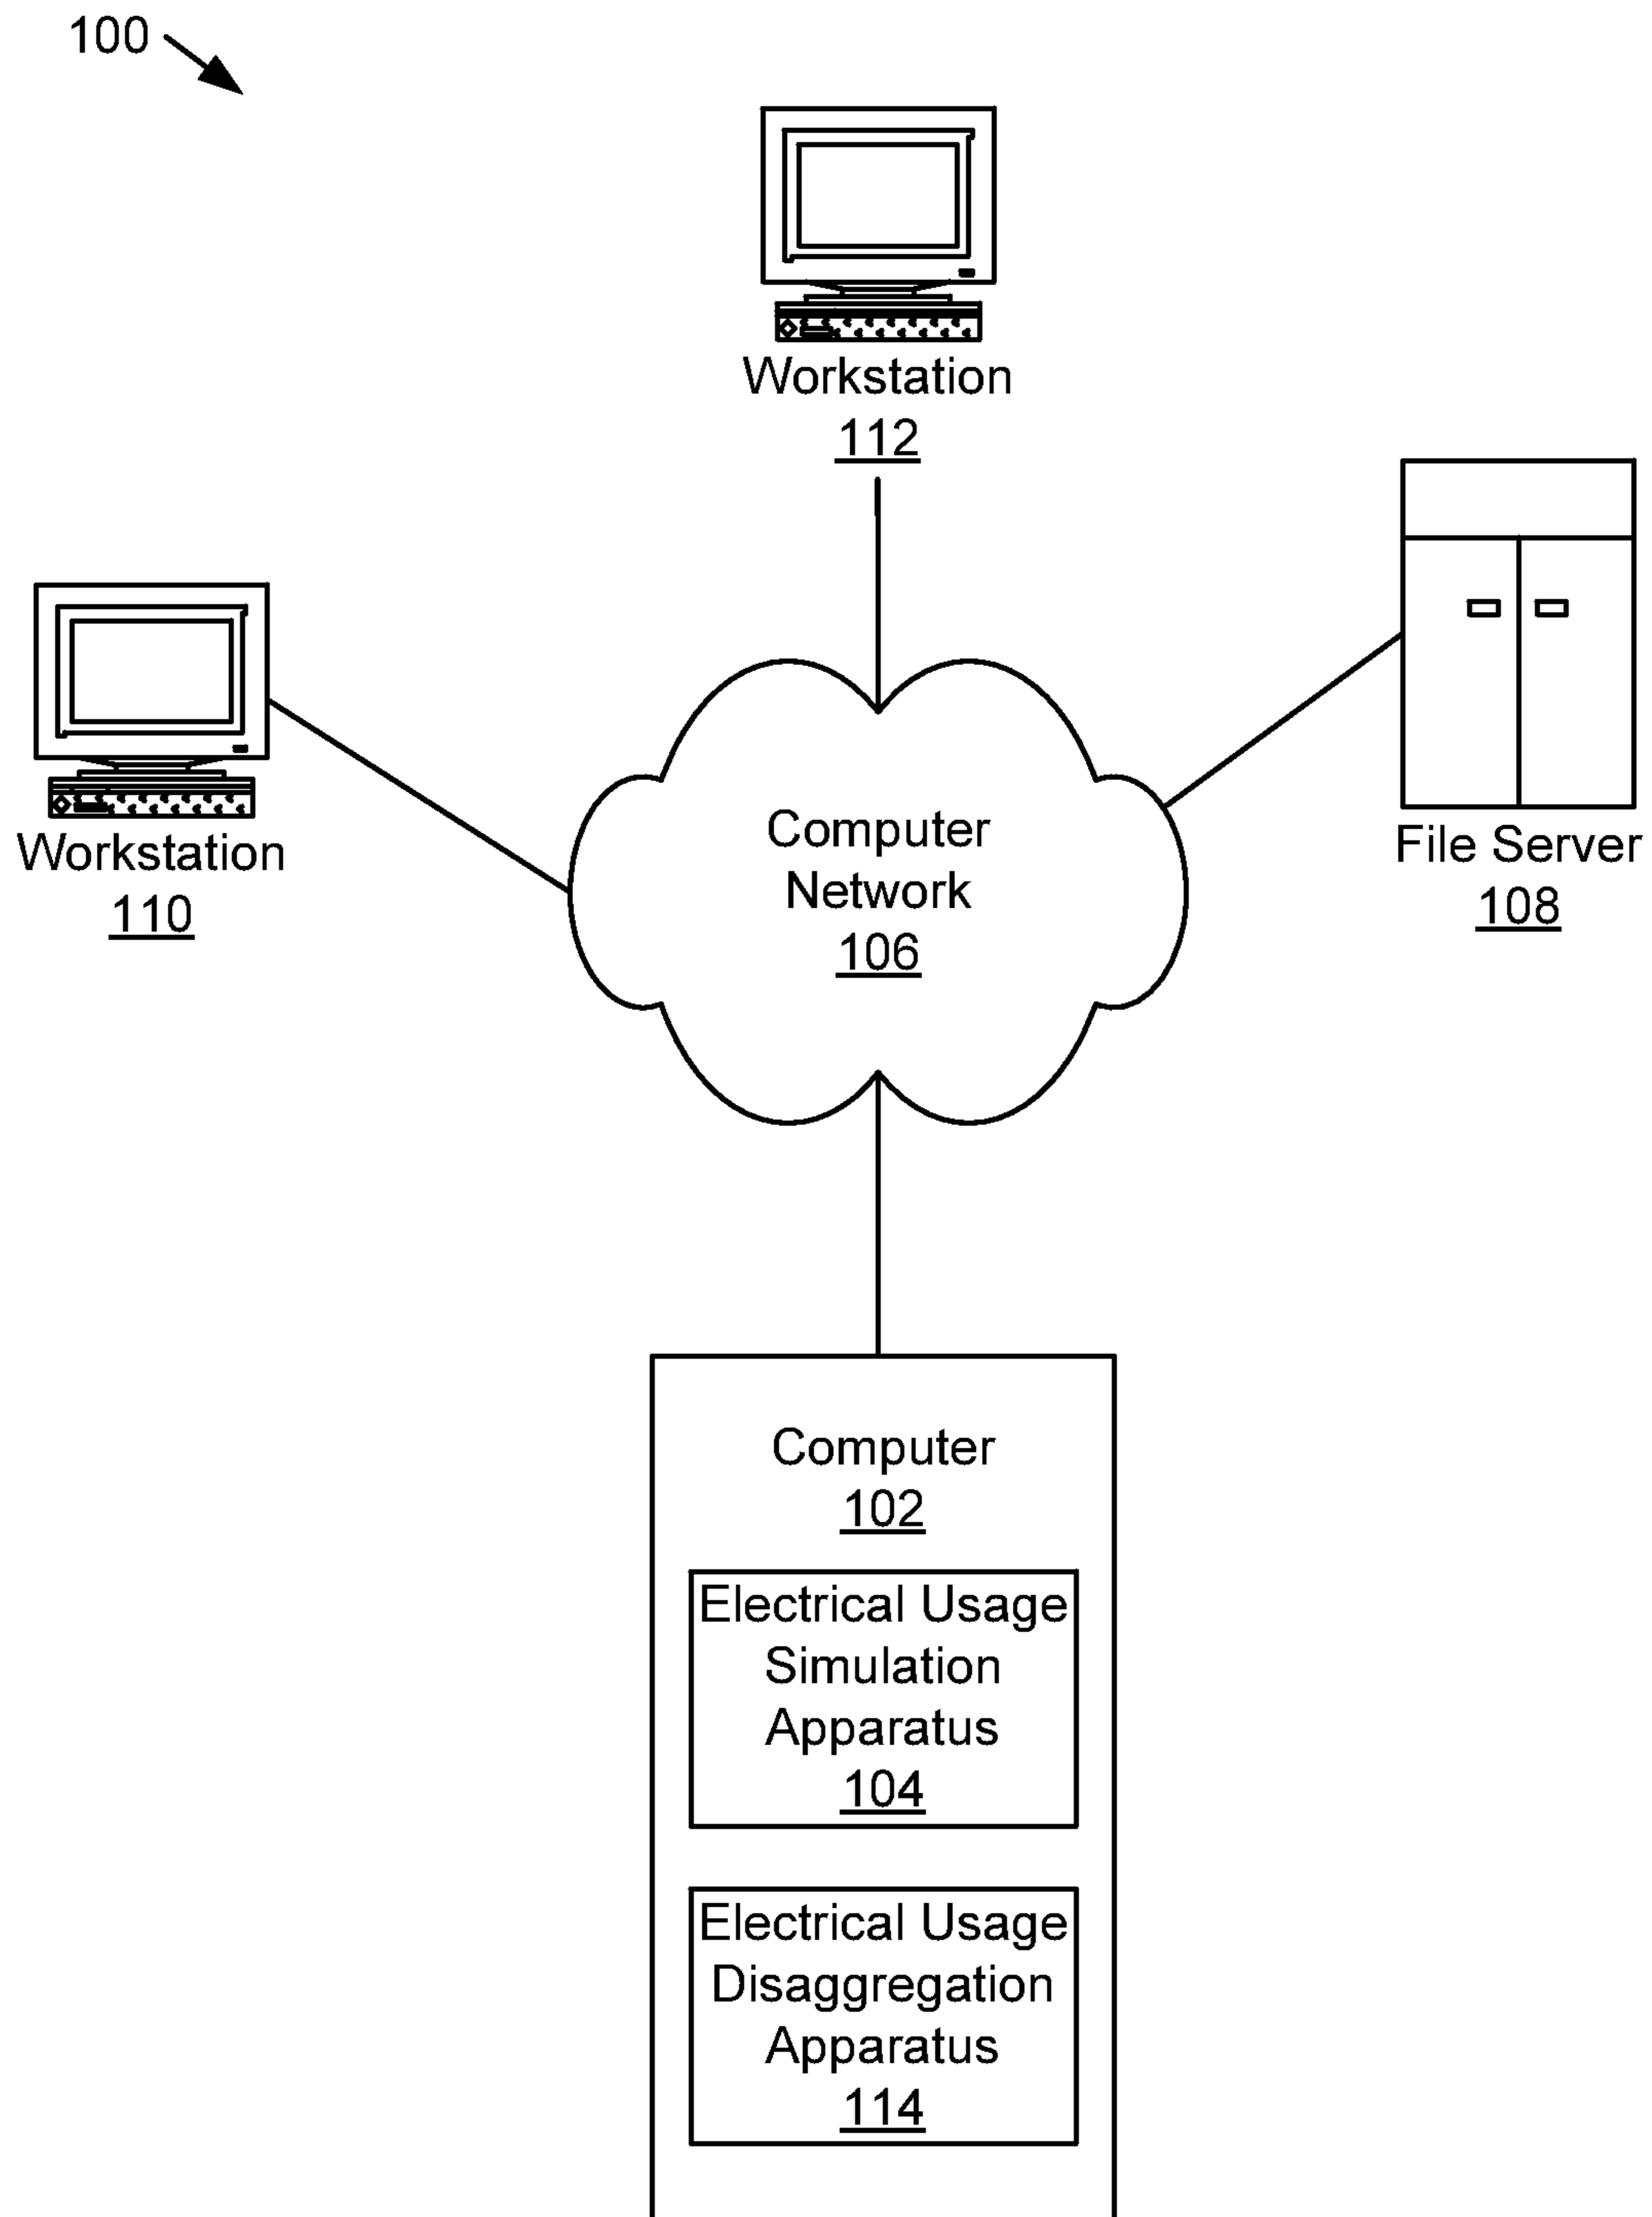 100
Workstation
112
Workstation
110
File Server
108
Computer
Network
106
Computer
102
Electrical Usage
Simulation
Apparatus
104
Electrical Usage
Disaggregation
Apparatus
114